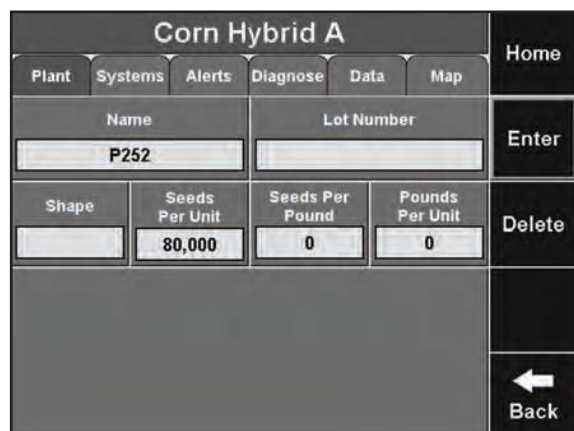 Corn Hybrid A
Home
Plant Systems Alerts Diagnose Data Map
Name Lot Number
Enter
P252
Shape Seeds Per Unit Seeds Per Pound Pounds Per Unit
Delete
80,000 0 0
Back